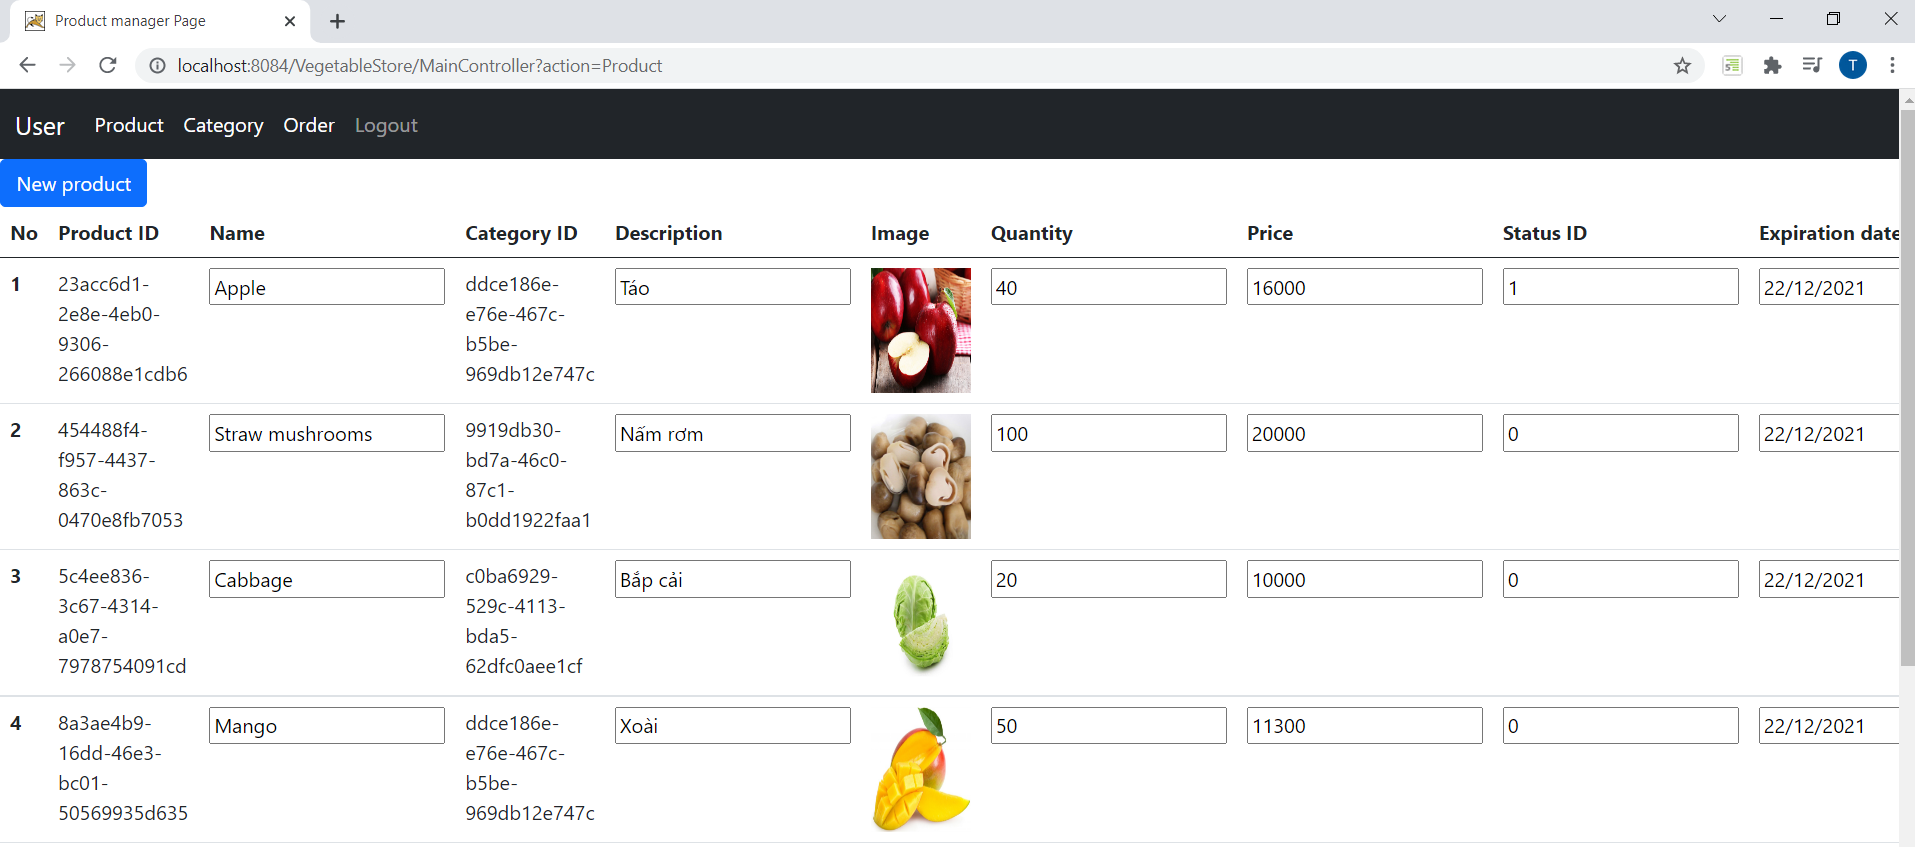 Product manager Page
localhost:8084/VegetableStore/MainController?action=Product
T
User Product Category Order Logout
New product
No Product ID Name Category ID Description Image Quantity Price Status ID Expiration date
1 23acc6d1-2e8e-4eb0-9306-266088e1cdb6 Apple ddce186e-e76e-467c-b5be-969db12e747c Táo 40 16000 1 22/12/2021
2 454488f4-f957-4437-863c-0470e8fb7053 Straw mushrooms 9919db30-bd7a-46c0-87c1-b0dd1922faa1 Nấm rơm 100 20000 0 22/12/2021
3 5c4ee836-3c67-4314-a0e7-7978754091cd Cabbage c0ba6929-529c-4113-bda5-62dfc0aee1cf Bắp cải 20 10000 0 22/12/2021
4 8a3ae4b9-16dd-46e3-bc01-50569935d635 Mango ddce186e-e76e-467c-b5be-969db12e747c Xoài 50 11300 0 22/12/2021